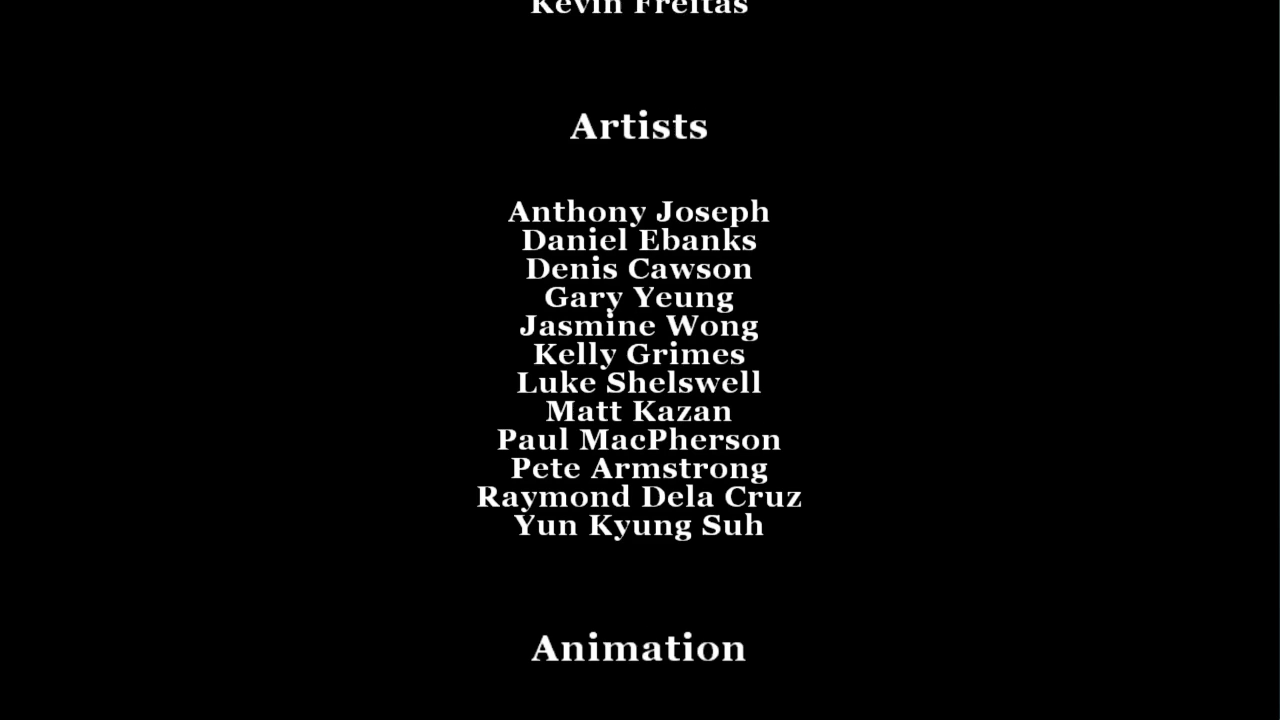 Kevin Freitas
Artists
Anthony Joseph
Daniel Ebanks
Denis Cawson
Gary Yeung
Jasmine Wong
Kelly Grimes
Luke Shelswell
Matt Kazan
Paul MacPherson
Pete Armstrong
Raymond Dela Cruz
Yun Kyung Suh
Animation